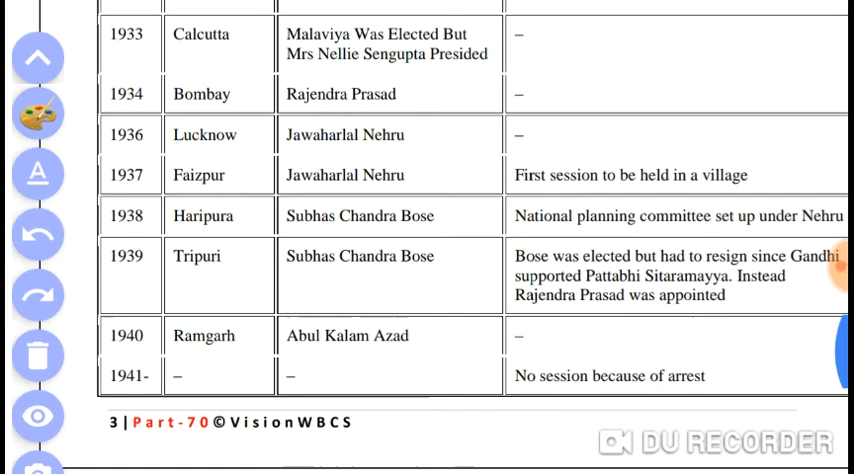 1933 Calcutta Malaviya Was Elected But –
Mrs Nellie Sengupta Presided
1934 Bombay Rajendra Prasad –
1936 Lucknow Jawaharlal Nehru –
1937 Faizpur Jawaharlal Nehru First session to be held in a village
1938 Haripura Subhas Chandra Bose National planning committee set up under Nehru
1939 Tripuri Subhas Chandra Bose Bose was elected but had to resign since Gandhi
supported Pattabhi Sitaramayya. Instead
Rajendra Prasad was appointed
1940 Ramgarh Abul Kalam Azad –
1941- – – No session because of arrest
3 | Part-70 © VisionWBCS
DU RECORDER
A